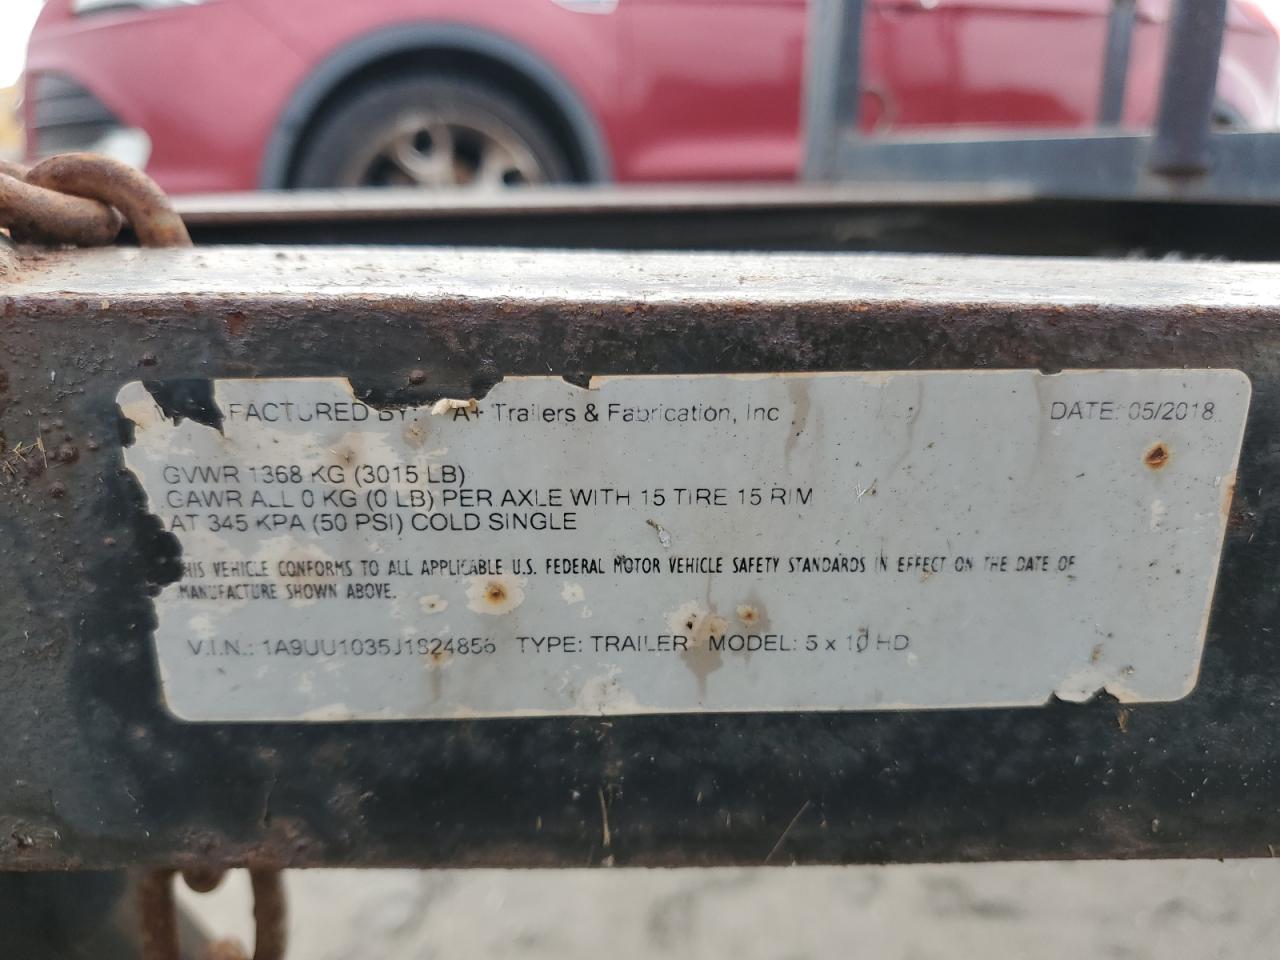 MANUFACTURED BY: A+ Trailers & Fabrication, Inc DATE: 05/2018
GVWR 1368 KG (3015 LB)
GAWR ALL 0 KG (0 LB) PER AXLE WITH 15 TIRE 15 RIM
AT 345 KPA (50 PSI) COLD SINGLE
THIS VEHICLE CONFORMS TO ALL APPLICABLE U.S. FEDERAL MOTOR VEHICLE SAFETY STANDARDS IN EFFECT ON THE DATE OF
MANUFACTURE SHOWN ABOVE.
V.I.N.: 1A9UU1035J1S24856 TYPE: TRAILER MODEL: 5 x 10 HD